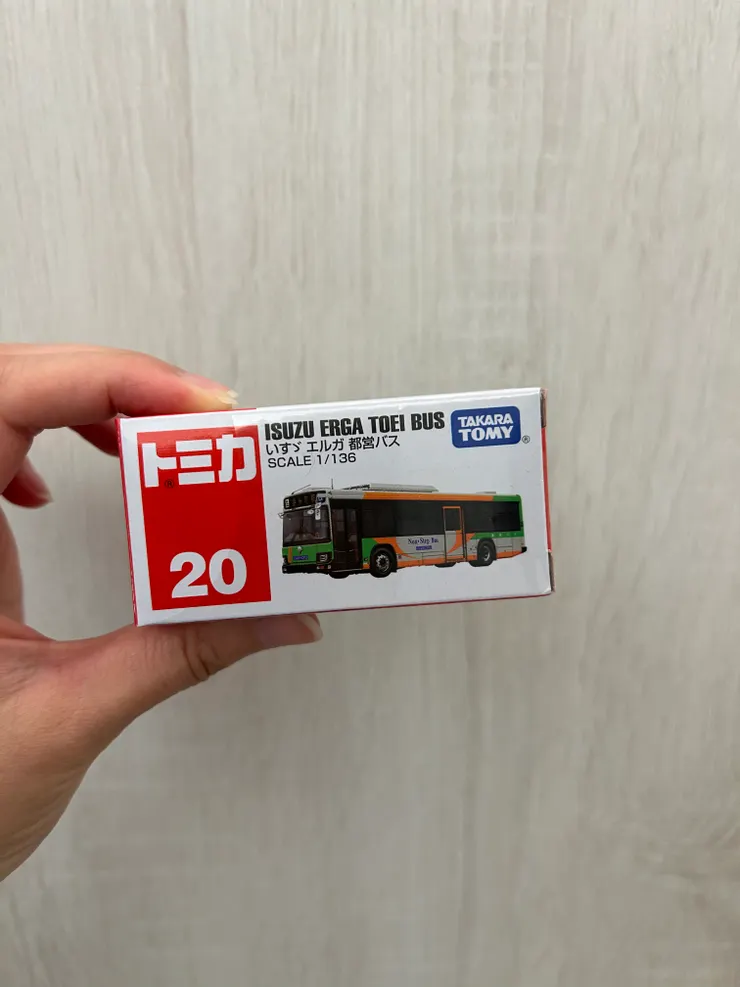 トミカ
®
20
ISUZU ERGA TOEI BUS
いすゞ エルガ 都営バス
SCALE 1/136
TAKARA
TOMY
®
Non-Step Bus